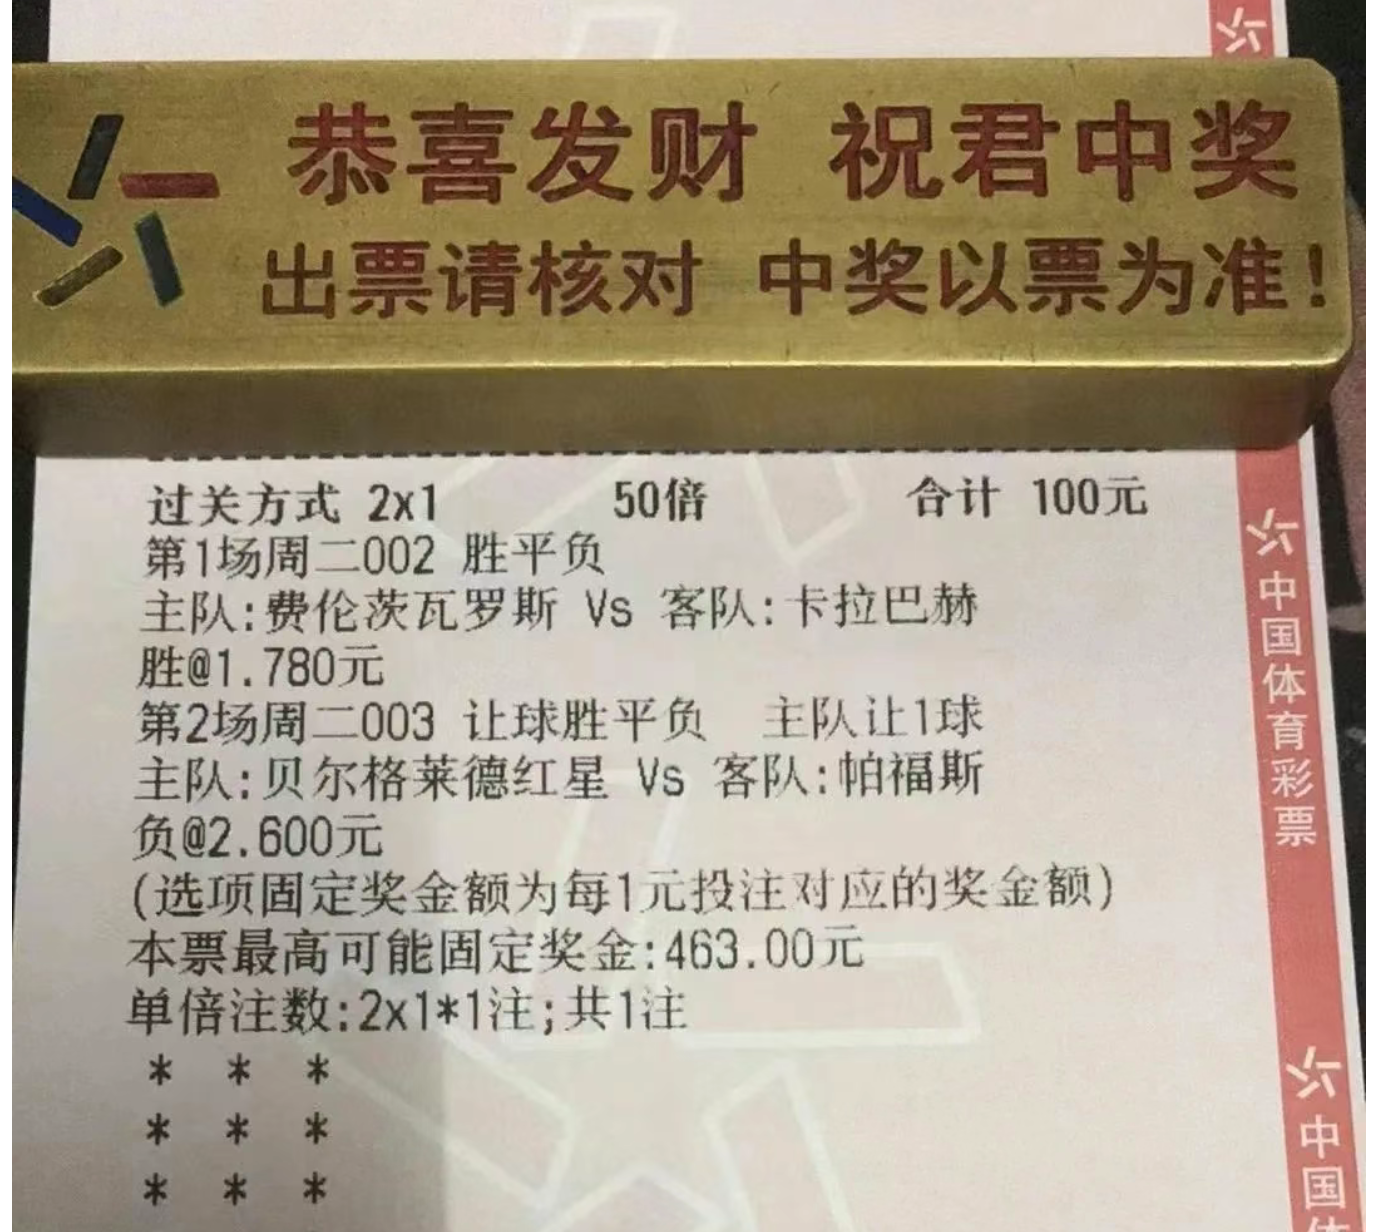 恭喜发财 祝君中奖
出票请核对 中奖以票为准!
过关方式 2x1 50倍 合计 100元
第1场周二002 胜平负
主队:费伦茨瓦罗斯 Vs 客队:卡拉巴赫
胜@1.780元
第2场周二003 让球胜平负 主队让1球
主队:贝尔格莱德红星 Vs 客队:帕福斯
负@2.600元
(选项固定奖金额为每1元投注对应的奖金额)
本票最高可能固定奖金:463.00元
单倍注数:2x1*1注;共1注
* * *
* * *
* * *
中国体育彩票
中国体